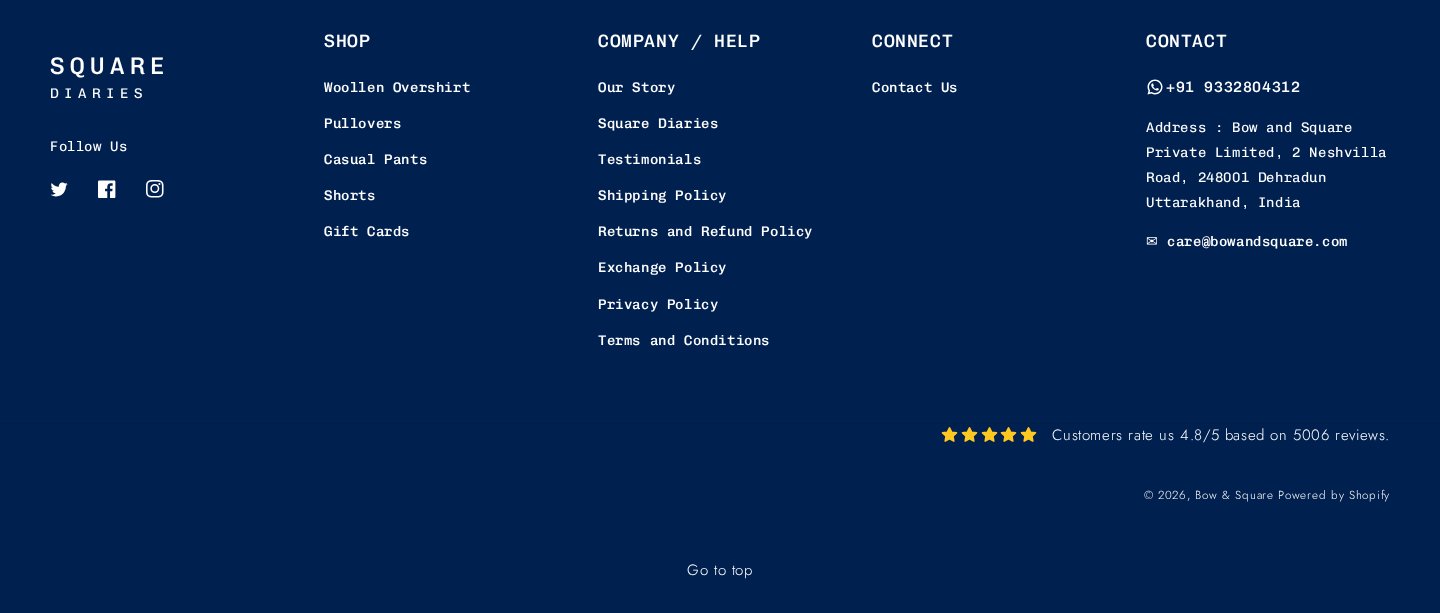 SQUARE
DIARIES
Follow Us
SHOP
Woollen Overshirt
Pullovers
Casual Pants
Shorts
Gift Cards
COMPANY / HELP
Our Story
Square Diaries
Testimonials
Shipping Policy
Returns and Refund Policy
Exchange Policy
Privacy Policy
Terms and Conditions
CONNECT
Contact Us
CONTACT
+91 9332804312
Address : Bow and Square
Private Limited, 2 Neshvilla
Road, 248001 Dehradun
Uttarakhand, India
✉ care@bowandsquare.com
Customers rate us 4.8/5 based on 5006 reviews.
© 2026, Bow & Square Powered by Shopify
Go to top